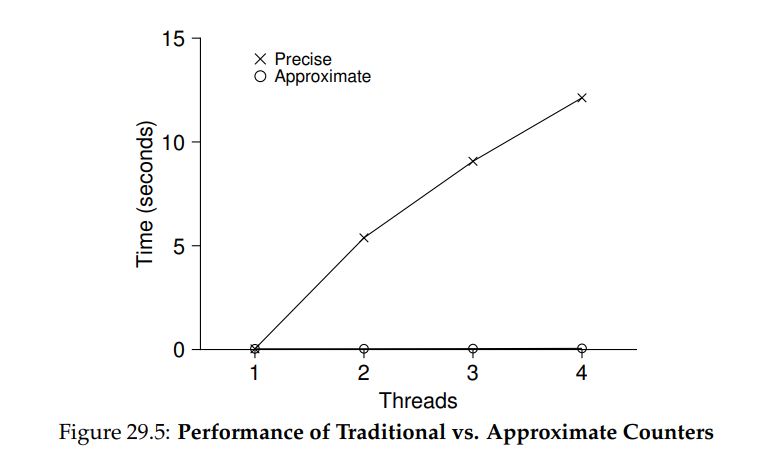 15
Precise
Approximate
10
Time (seconds)
5
0
1 2 3 4
Threads
Figure 29.5: Performance of Traditional vs. Approximate Counters